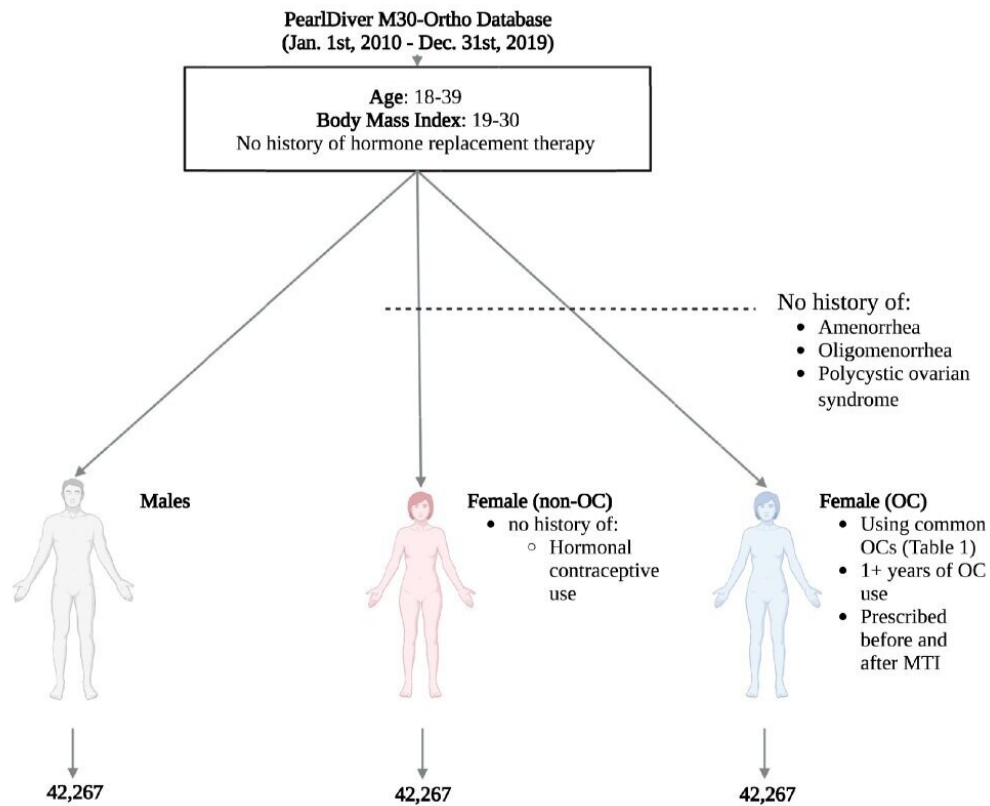 PearlDiver M30-Ortho Database
(Jan. 1st, 2010 - Dec. 31st, 2019)
Age: 18-39
Body Mass Index: 19-30
No history of hormone replacement therapy
No history of:
• Amenorrhea
• Oligomenorrhea
• Polycystic ovarian
syndrome
Males
Female (non-OC)
• no history of:
○ Hormonal
contraceptive
use
Female (OC)
• Using common
OCs (Table 1)
• 1+ years of OC
use
• Prescribed
before and
after MTI
42,267
42,267
42,267